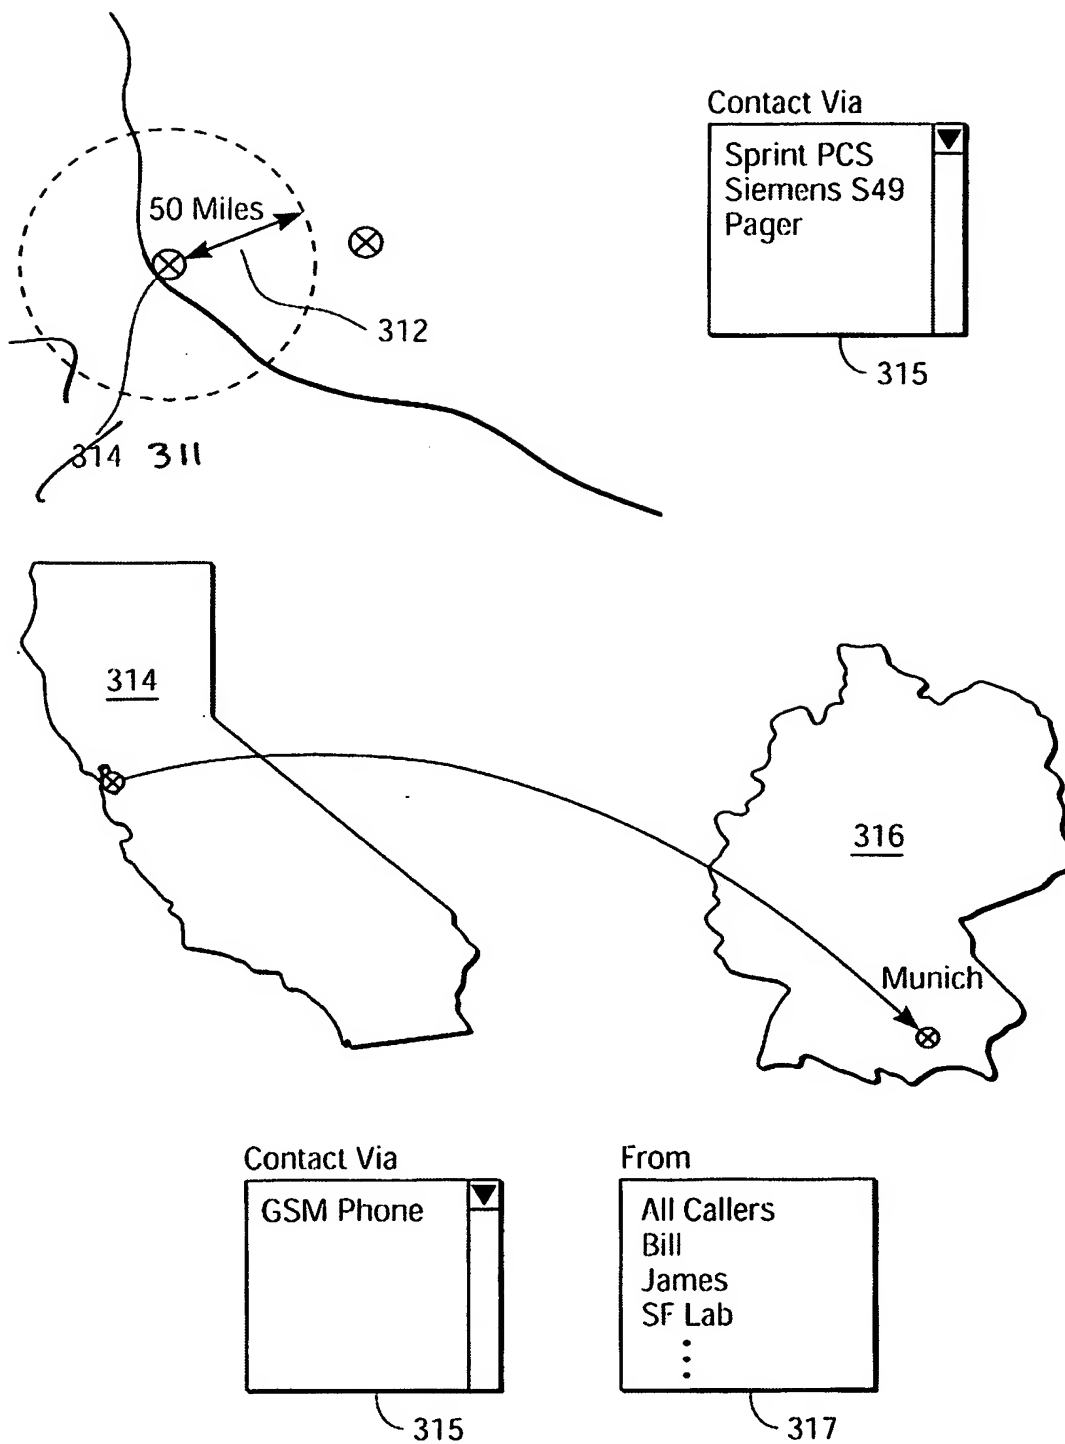 Contact Via
Sprint PCS
Siemens S49
Pager
50 Miles
312
315
314 311
314
316
Munich
Contact Via
GSM Phone
From
All Callers
Bill
James
SF Lab
315
317